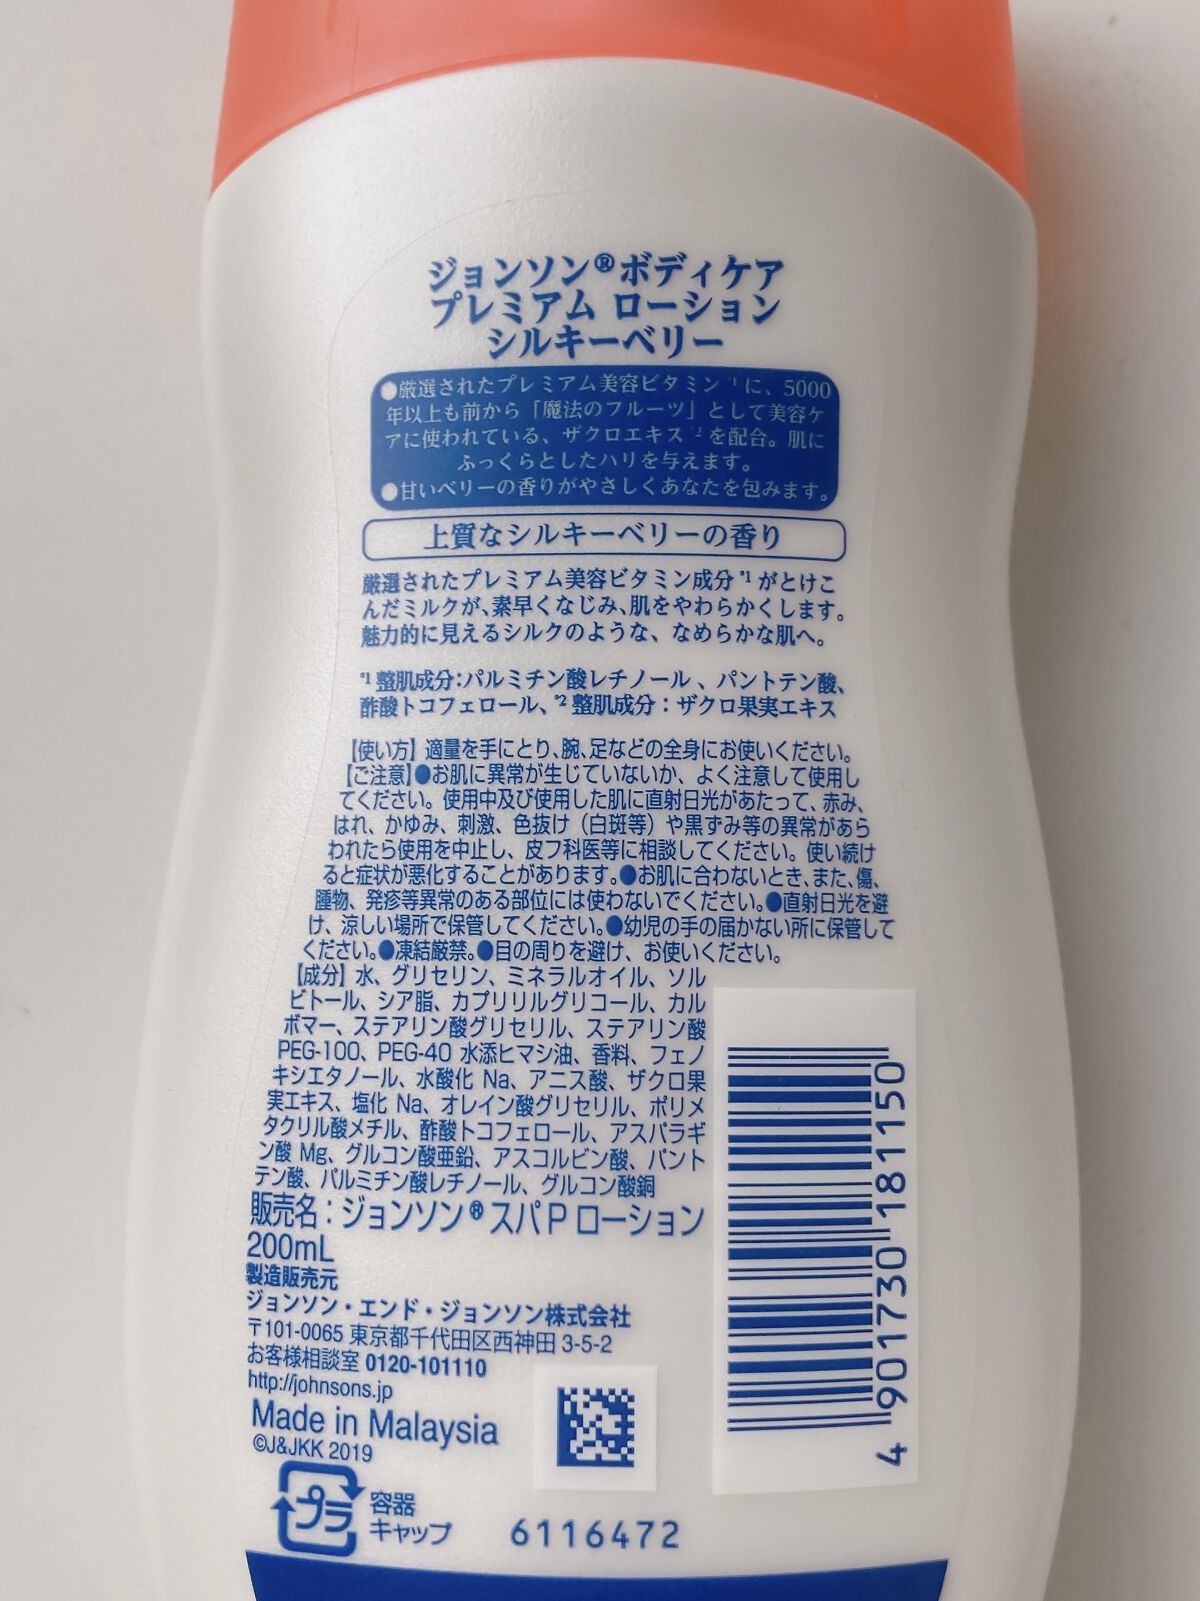 ジョンソン®ボディケア
プレミアム ローション
シルキーベリー
●厳選されたプレミアム美容ビタミン*1に、5000
年以上も前から「魔法のフルーツ」として美容ケ
アに使われている、ザクロエキス*2を配合。肌に
ふっくらとしたハリを与えます。
●甘いベリーの香りがやさしくあなたを包みます。
上質なシルキーベリーの香り
厳選されたプレミアム美容ビタミン成分*1がとけこ
んだミルクが、素早くなじみ、肌をやわらかくします。
魅力的に見えるシルクのような、なめらかな肌へ。
*1 整肌成分:パルミチン酸レチノール、パントテン酸、
酢酸トコフェロール、*2 整肌成分:ザクロ果実エキス
【使い方】適量を手にとり、腕、足などの全身にお使いください。
【ご注意】●お肌に異常が生じていないか、よく注意して使用し
てください。使用中及び使用した肌に直射日光があたって、赤み、
はれ、かゆみ、刺激、色抜け(白斑等)や黒ずみ等の異常があら
われたら使用を中止し、皮フ科医等に相談してください。使い続け
ると症状が悪化することがあります。●お肌に合わないとき、また、傷、
腫物、発疹等異常のある部位には使わないでください。●直射日光を避
け、涼しい場所で保管してください。●幼児の手の届かない所に保管して
ください。●凍結厳禁。●目の周りを避け、お使いください。
【成分】水、グリセリン、ミネラルオイル、ソル
ビトール、シア脂、カプリリルグリコール、カル
ボマー、ステアリン酸グリセリル、ステアリン酸
PEG-100、PEG-40 水添ヒマシ油、香料、フェノ
キシエタノール、水酸化 Na、アニス酸、ザクロ果
実エキス、塩化 Na、オレイン酸グリセリル、ポリメ
タクリル酸メチル、酢酸トコフェロール、アスパラギ
ン酸 Mg、グルコン酸亜鉛、アスコルビン酸、パント
テン酸、パルミチン酸レチノール、グルコン酸銅
販売名:ジョンソン®スパP ローション
200mL
製造販売元
ジョンソン・エンド・ジョンソン株式会社
〒101-0065 東京都千代田区西神田 3-5-2
お客様相談室 0120-101110
http://johnsons.jp
Made in Malaysia
©J&JKK 2019
プラ
容器
キャップ
6116472
4 901730 181150